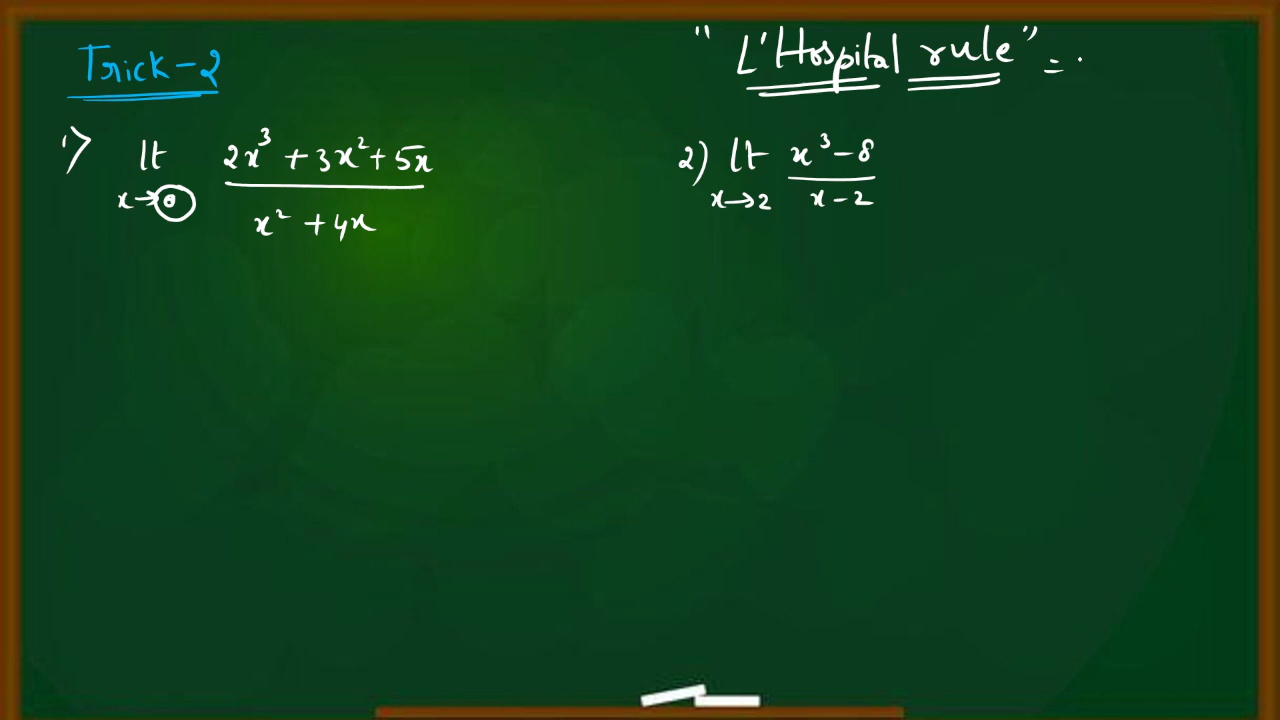 Trick-2
1) lt 2x³ + 3x² + 5x
x→0 x² + 4x
" L'Hospital rule" = ·
2) lt x³-8
x→2 x-2